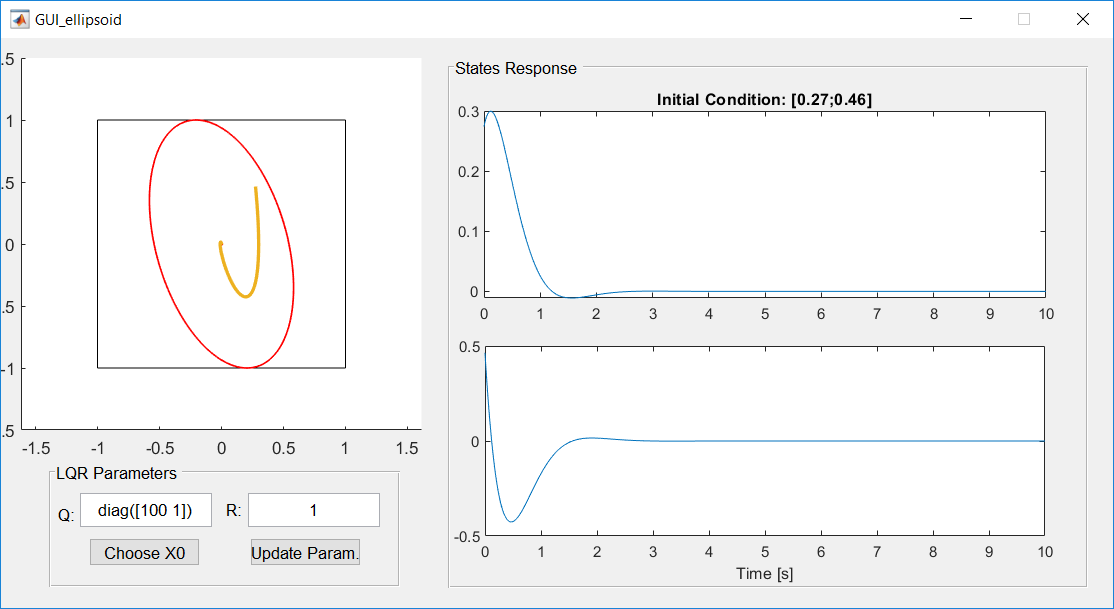 GUI_ellipsoid
.5
1
.5
0
.5
-1
.5
-1.5 -1 -0.5 0 0.5 1 1.5
LQR Parameters
Q: diag([100 1]) R: 1
Choose X0 Update Param.
States Response
Initial Condition: [0.27;0.46]
0.3
0.2
0.1
0
0 1 2 3 4 5 6 7 8 9 10
0.5
0
-0.5
0 1 2 3 4 5 6 7 8 9 10
Time [s]